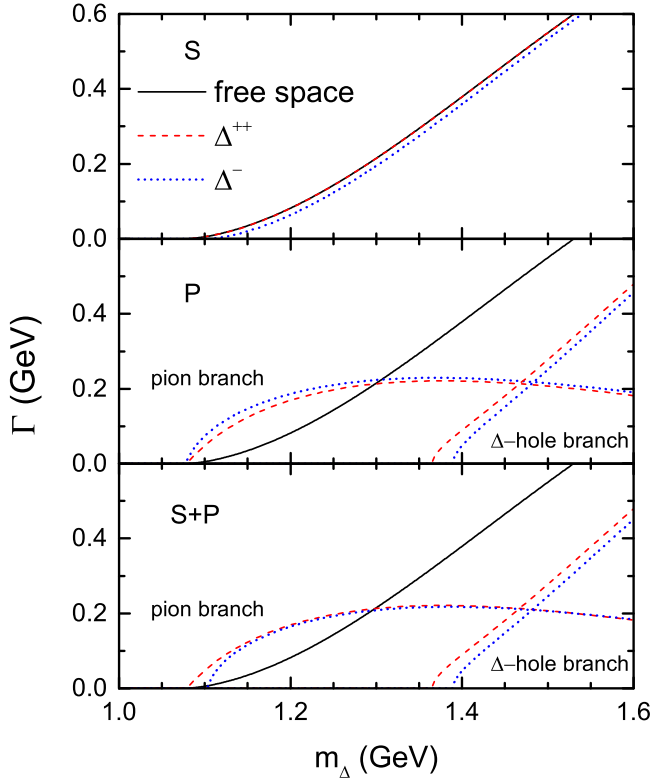 0.6
S
free space
0.4
Δ⁺⁺
0.2
Δ⁻
0.0
P
0.4
pion branch
0.2
Δ−hole branch
0.0
S+P
0.4
pion branch
0.2
Δ−hole branch
0.0
1.0 1.2 1.4 1.6
Γ (GeV)
m_Δ (GeV)